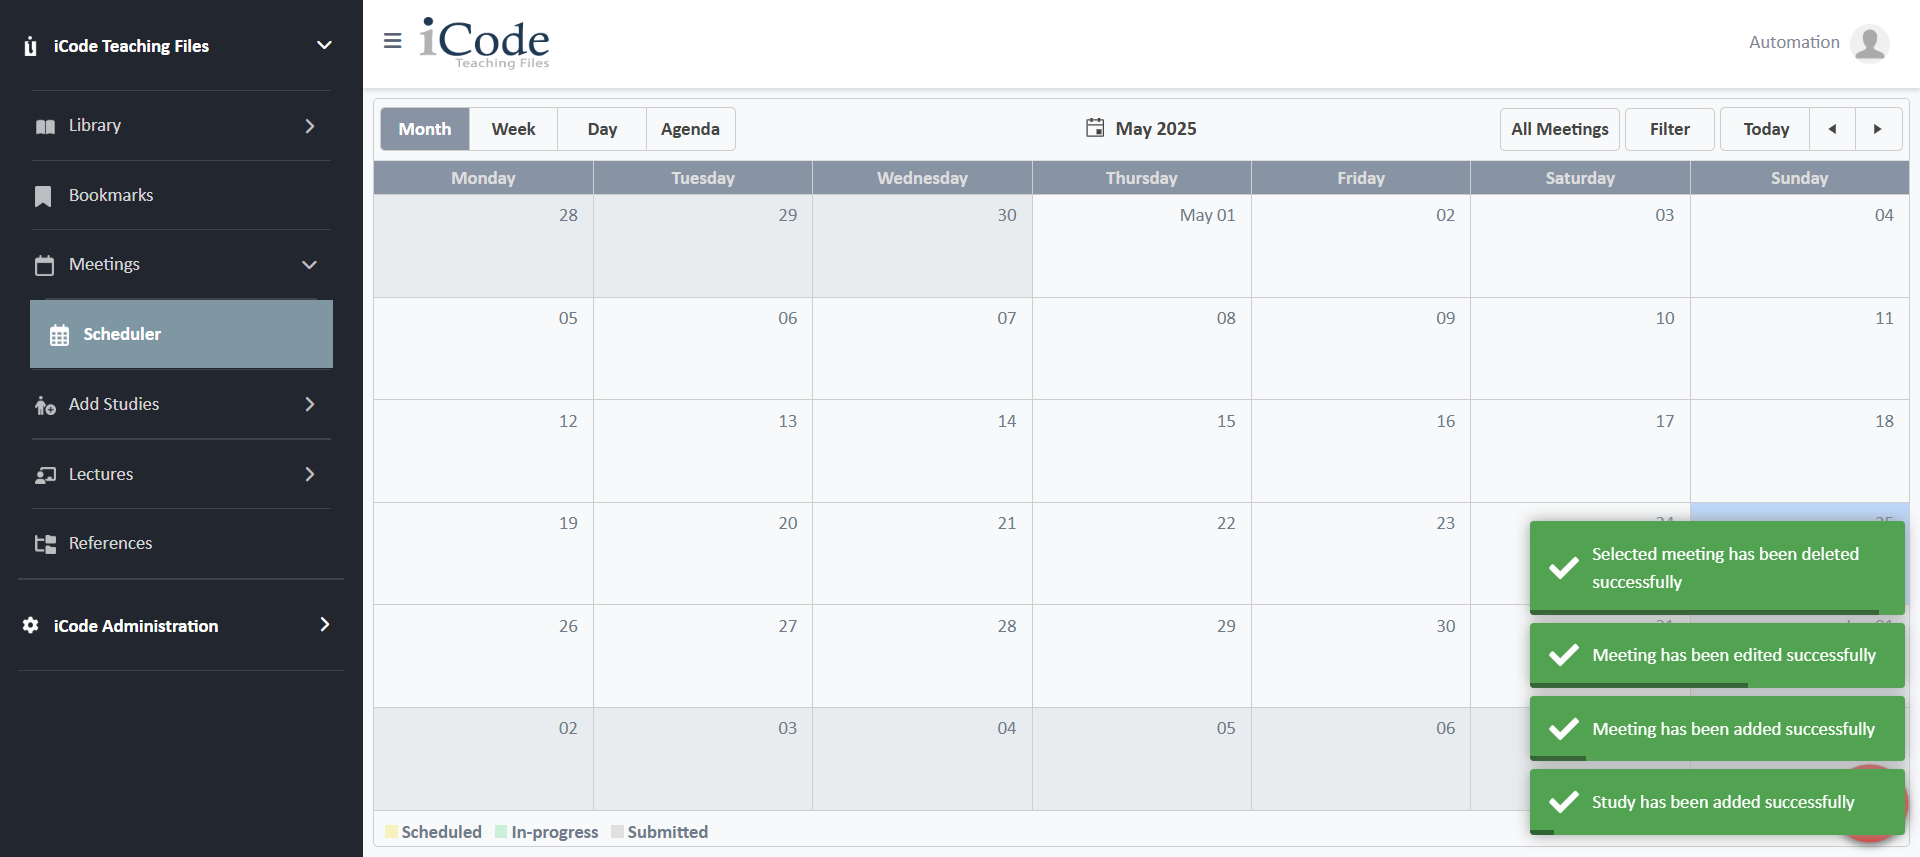 iCode Teaching Files
Library
Bookmarks
Meetings
Scheduler
Add Studies
Lectures
References
iCode Administration
iCode
Teaching Files
Automation
Month Week Day Agenda
May 2025
All Meetings Filter Today
Monday Tuesday Wednesday Thursday Friday Saturday Sunday
28 29 30 May 01 02 03 04
05 06 07 08 09 10 11
12 13 14 15 16 17 18
19 20 21 22 23
26 27 28 29 30
02 03 04 05 06
Selected meeting has been deleted
successfully
Meeting has been edited successfully
Meeting has been added successfully
Study has been added successfully
Scheduled In-progress Submitted